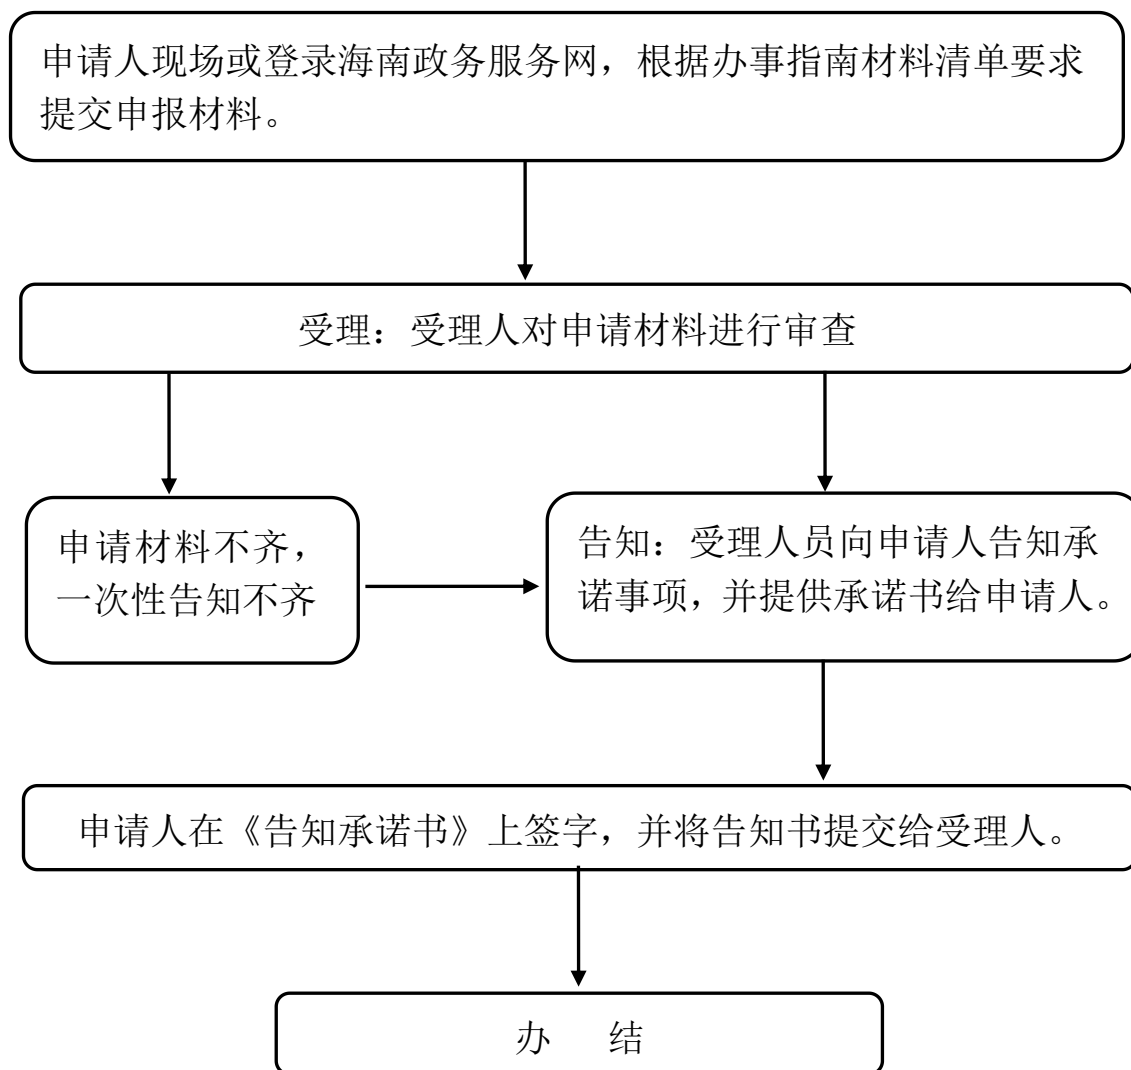 申请人现场或登录海南政务服务网，根据办事指南材料清单要求
提交申报材料。
受理：受理人对申请材料进行审查
申请材料不齐，
一次性告知不齐
告知：受理人员向申请人告知承
诺事项，并提供承诺书给申请人。
申请人在《告知承诺书》上签字，并将告知书提交给受理人。
办 结